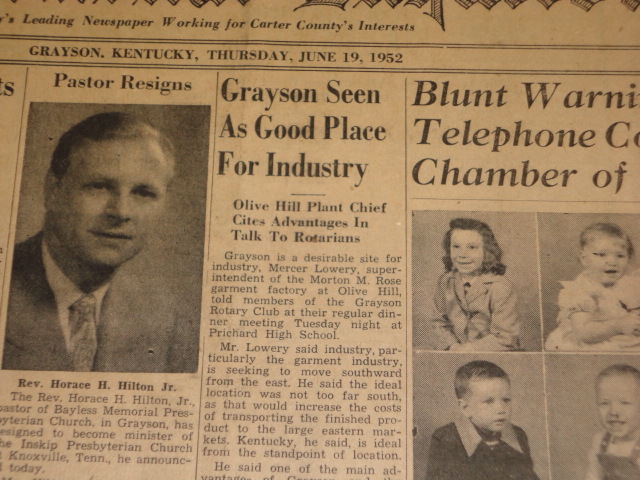 's Leading Newspaper Working for Carter County's Interests
GRAYSON, KENTUCKY, THURSDAY, JUNE 19, 1952
ts
Pastor Resigns
Rev. Horace H. Hilton Jr.
The Rev. Horace H. Hilton, Jr.,
pastor of Bayless Memorial Pres-
byterian Church, in Grayson, has
esigned to become minister of
he Inskip Presbyterian Church
Knoxville, Tenn., he announc-
d today.
Grayson Seen
As Good Place
For Industry
Olive Hill Plant Chief
Cites Advantages In
Talk To Rotarians
Grayson is a desirable site for
industry, Mercer Lowery, super-
intendent of the Morton M. Rose
garment factory at Olive Hill,
told members of the Grayson
Rotary Club at their regular din-
ner meeting Tuesday night at
Prichard High School.
Mr. Lowery said industry, par-
ticularly the garment industry,
is seeking to move southward
from the east. He said the ideal
location was not too far south,
as that would increase the costs
of transporting the finished pro-
duct to the large eastern mar-
kets. Kentucky, he said, is ideal
from the standpoint of location.
He said one of the main ad-
vantages of Grayson and the
Blunt Warni
Telephone Co
Chamber of